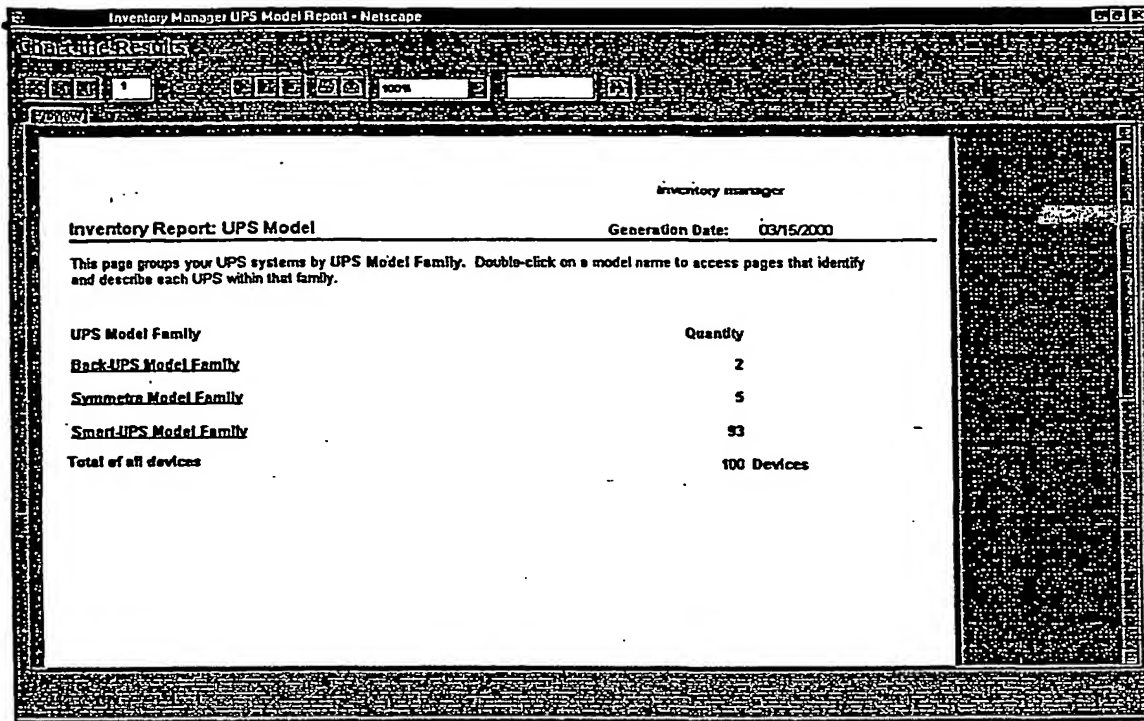 Inventory Manager UPS Model Report - Netscape
1
100%
Preview
Inventory manager
Inventory Report: UPS Model
Generation Date: 03/15/2000
This page groups your UPS systems by UPS Model Family. Double-click on a model name to access pages that identify
and describe each UPS within that family.
UPS Model Family Quantity
Back-UPS Model Family 2
Symmetra Model Family 5
Smart-UPS Model Family 93
Total of all devices 100 Devices